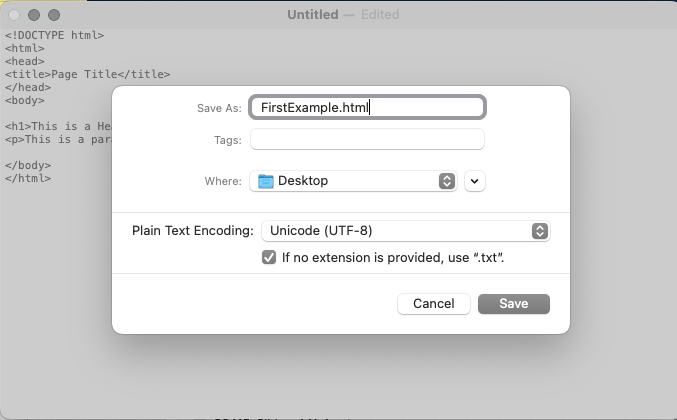 Untitled — Edited
<!DOCTYPE html>
<html>
<head>
<title>Page Title</title>
</head>
<body>
<h1>This is a
<p>This is a
</body>
</html>
Save As: FirstExample.html
Tags:
Where: Desktop
Plain Text Encoding: Unicode (UTF-8)
If no extension is provided, use “.txt”.
Cancel Save